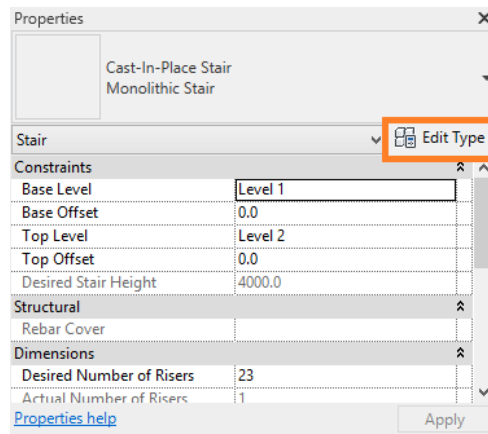 Properties
Cast-In-Place Stair
Monolithic Stair
Stair Edit Type
Constraints
Base Level Level 1
Base Offset 0.0
Top Level Level 2
Top Offset 0.0
Desired Stair Height 4000.0
Structural
Rebar Cover
Dimensions
Desired Number of Risers 23
Actual Number of Risers 1
Properties help Apply